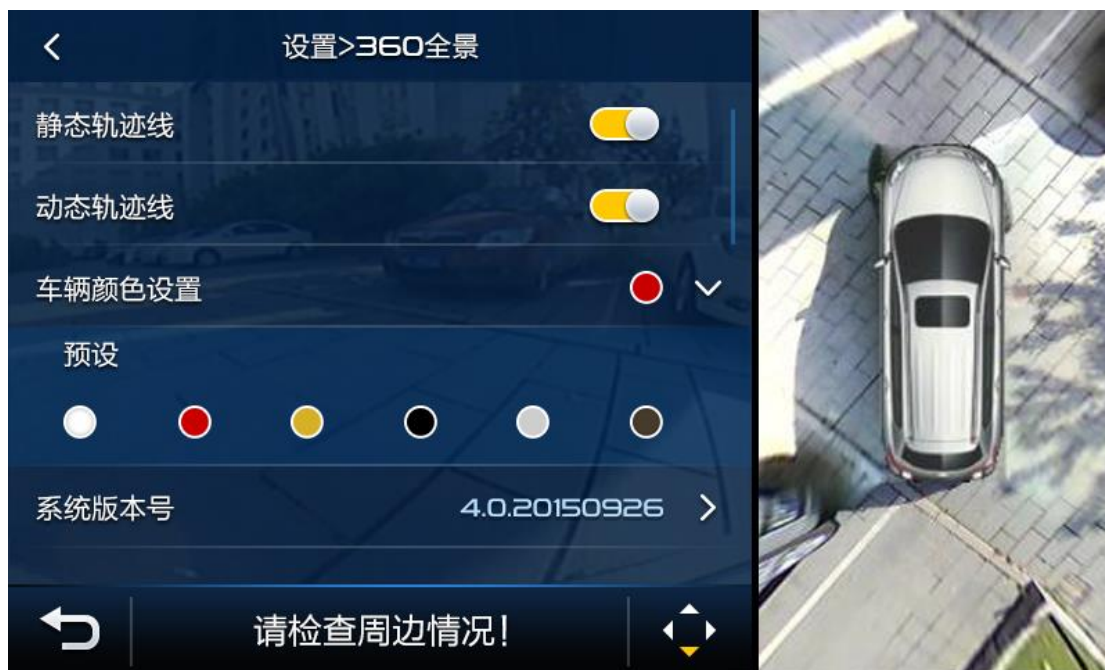 设置>360全景
静态轨迹线
动态轨迹线
车辆颜色设置
预设
系统版本号 4.0.20150926
请检查周边情况!